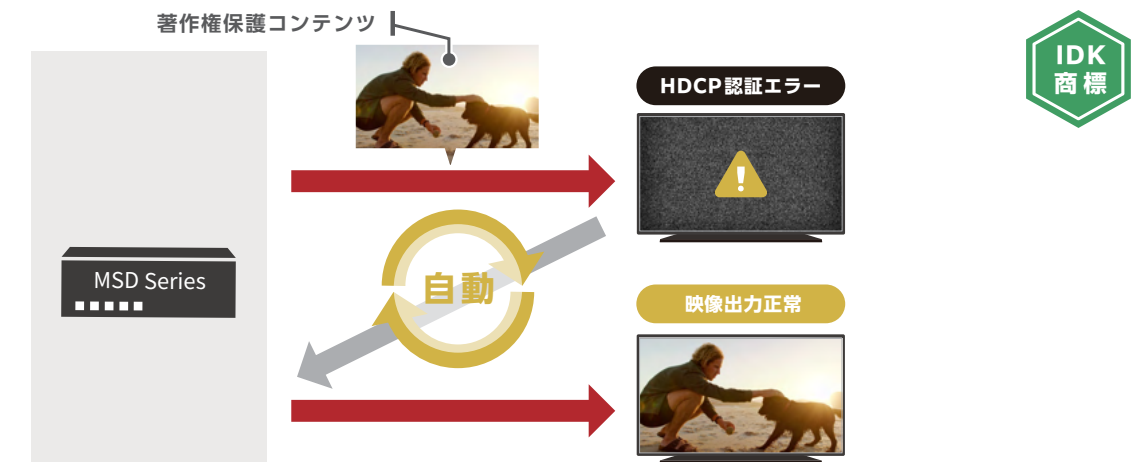 著作権保護コンテンツ
IDK
商標
HDCP認証エラー
!
MSD Series
自動
映像出力正常